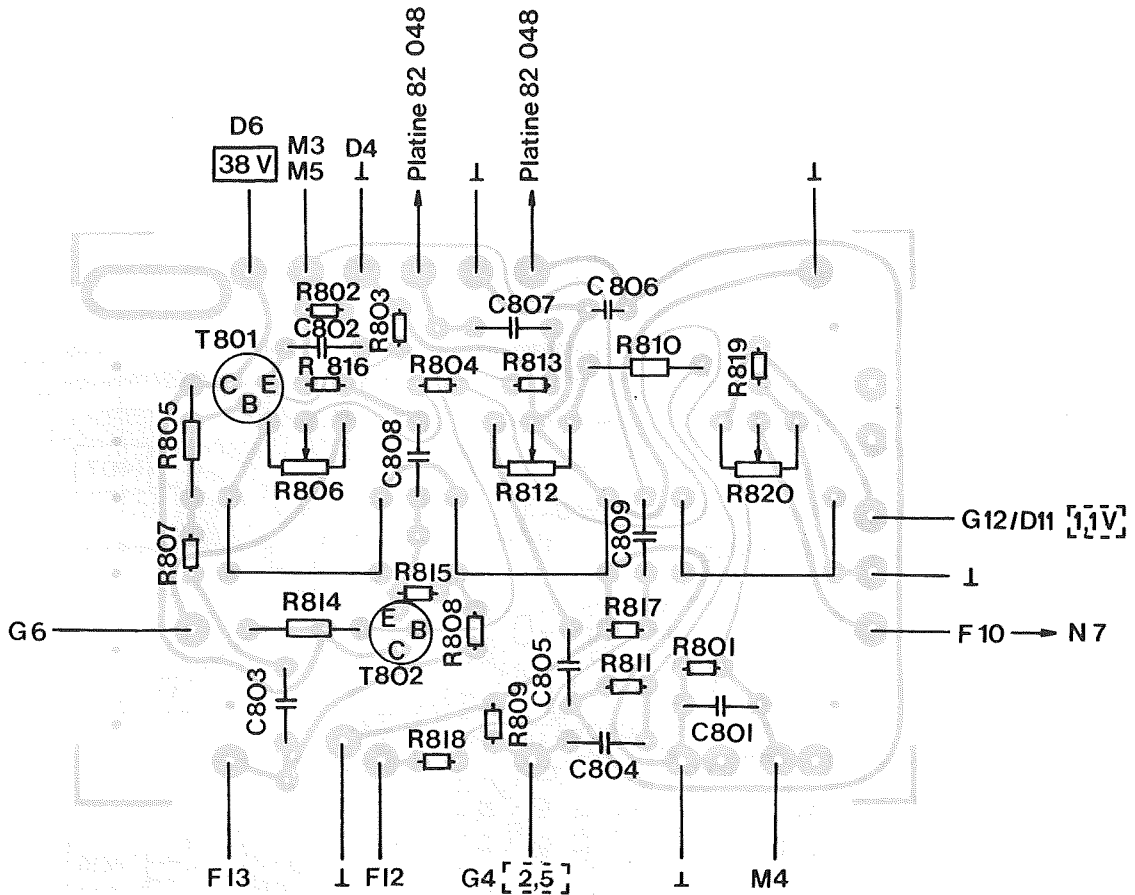 Platine 82 048
Platine 82 048
D6
38 V
M3
M5
D4
⊥
⊥
⊥
R802
C802
R803
C807
C806
T801
C E
B
R 816
R804
R813
R810
R819
R805
R806
C808
R812
R820
C809
G12/D11 [1,1V]
R807
⊥
R815
R814
E
B
C
T802
R808
R817
G6
F10 → N7
C805
R811
R801
C803
R809
C801
R818
C804
F13
⊥
F12
G4 [2,5]
⊥
M4